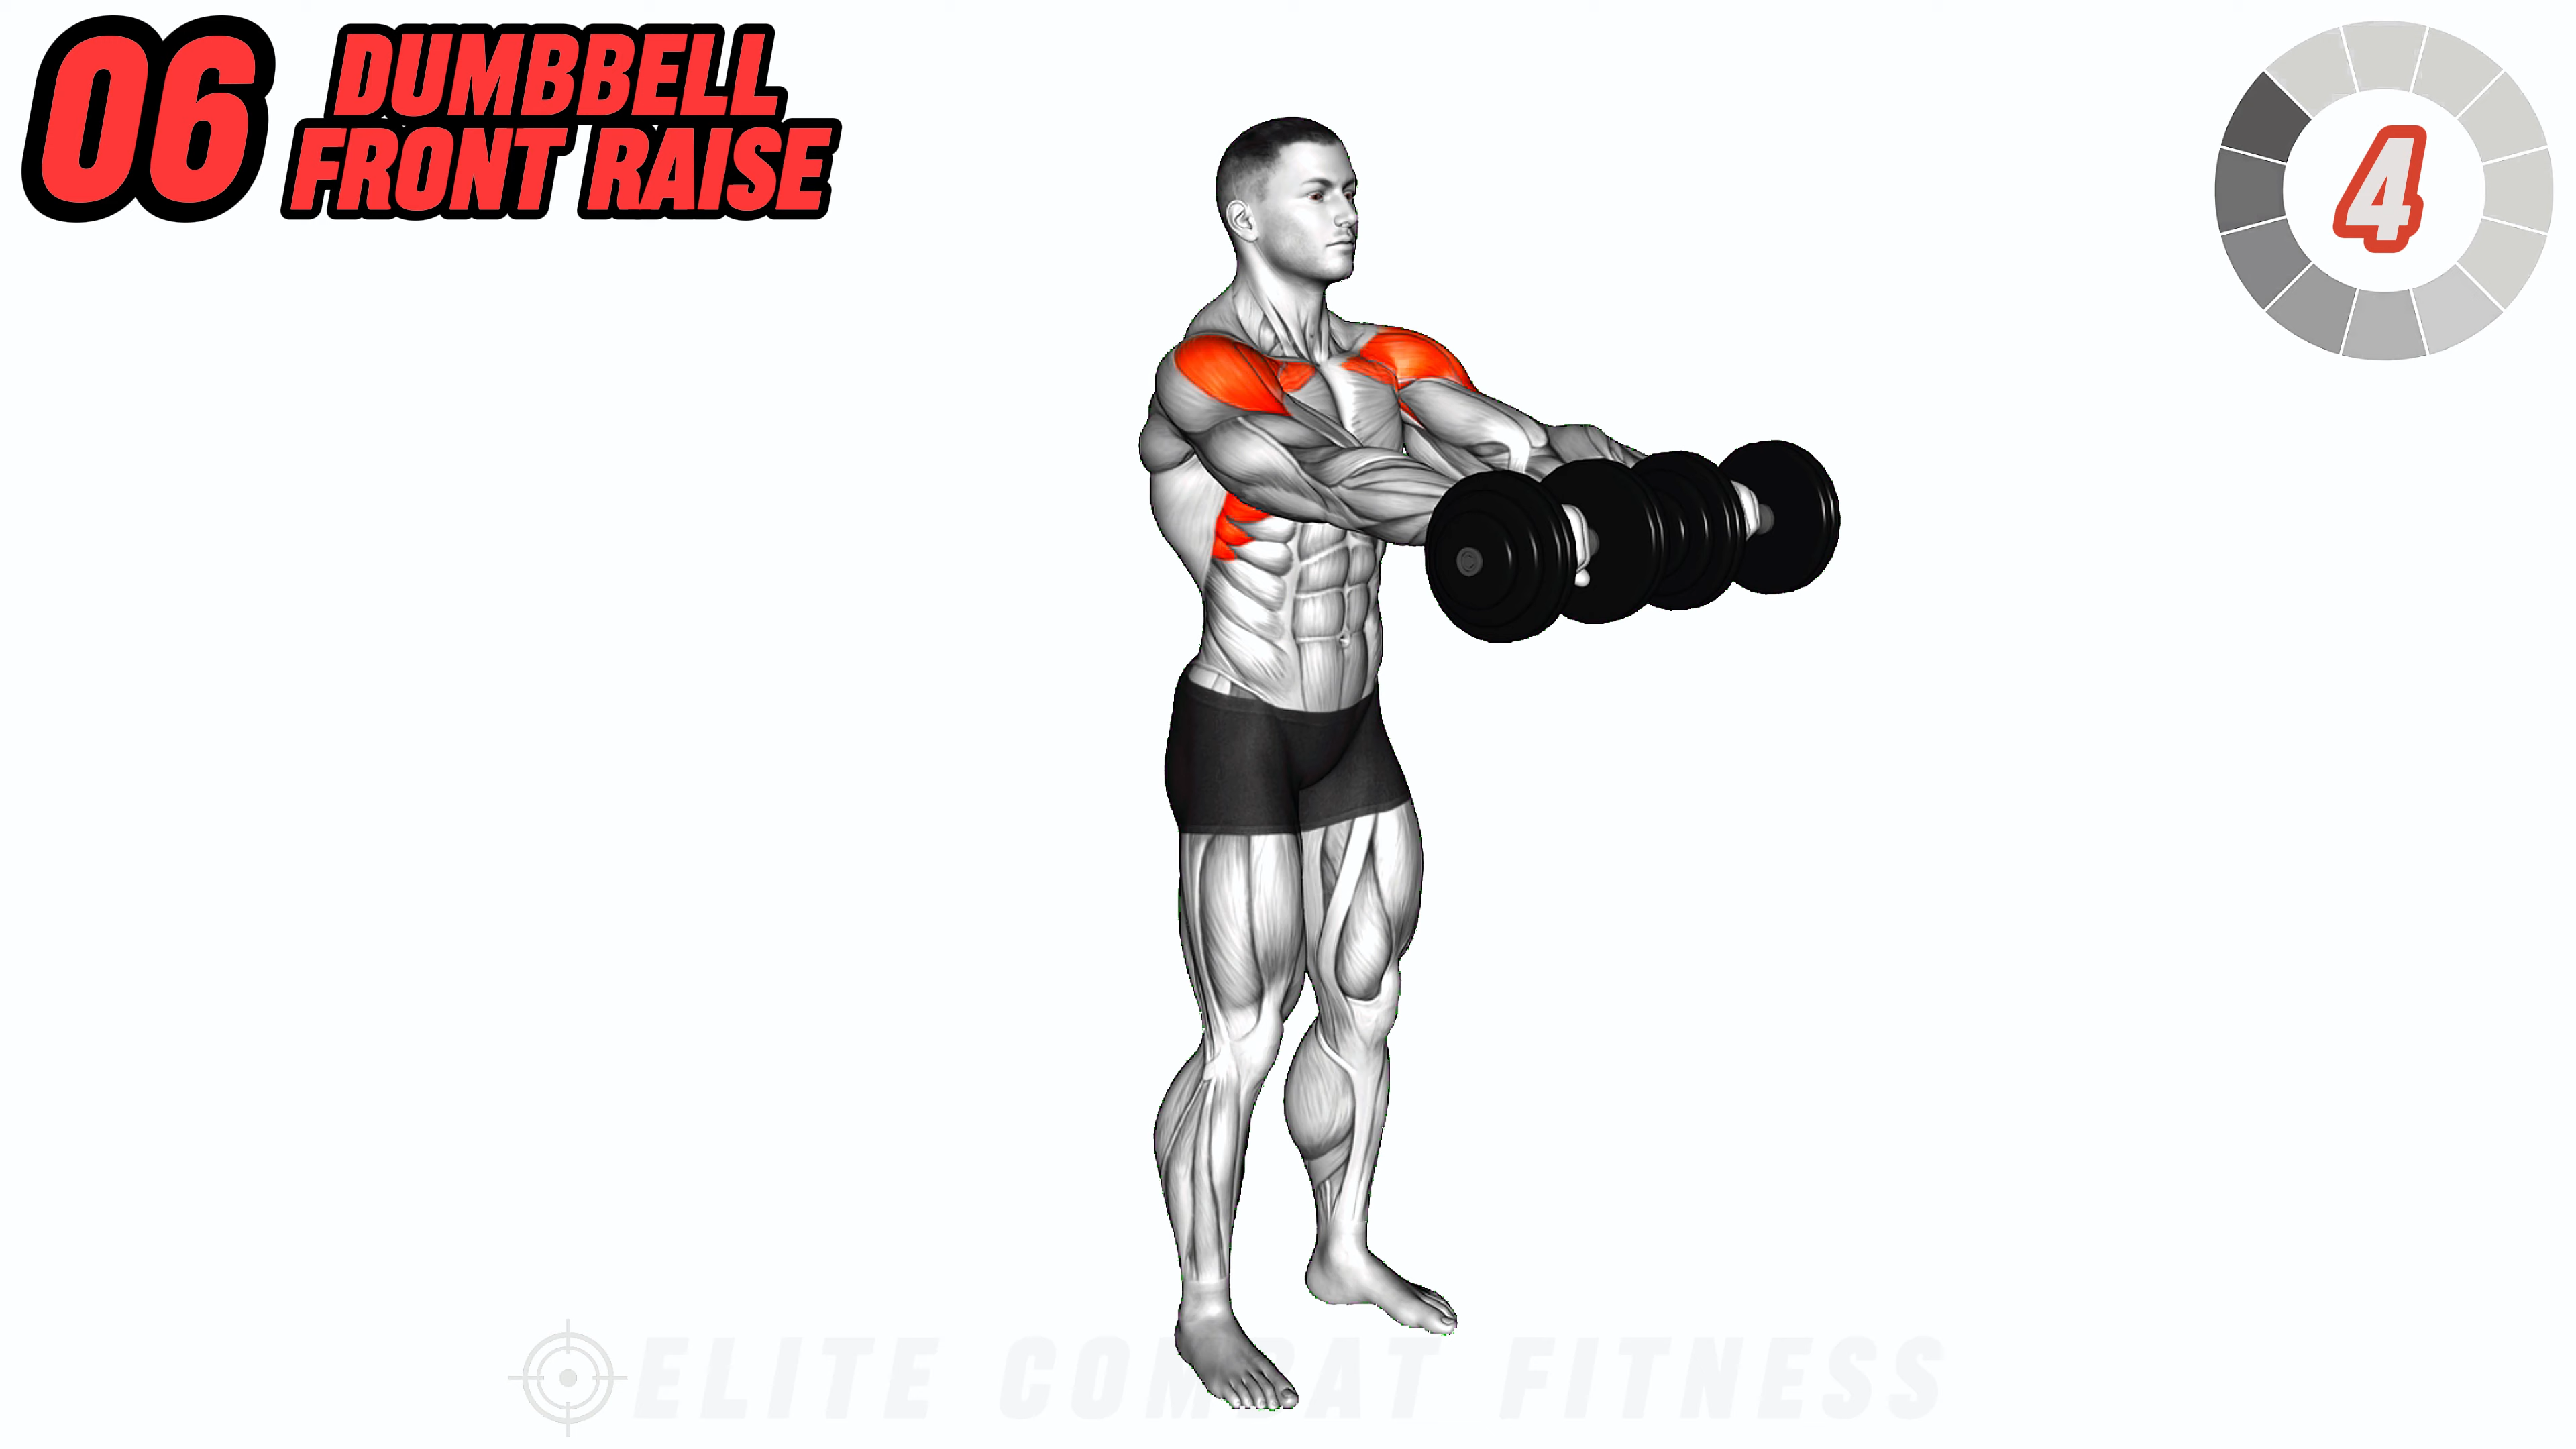 06
DUMBBELL
FRONT RAISE
4
ELITE COMBAT FITNESS